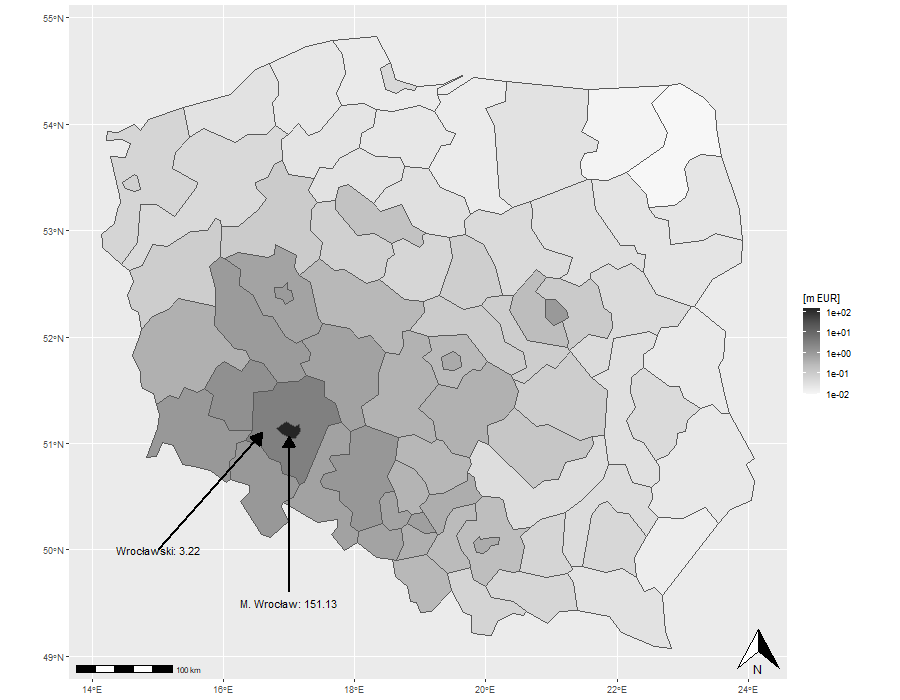 55°N
54°N
53°N
52°N
51°N
50°N
49°N
[m EUR]
1e+02
1e+01
1e+00
1e-01
1e-02
Wrocławski: 3.22
M. Wrocław: 151.13
100 km
N
14°E
16°E
18°E
20°E
22°E
24°E